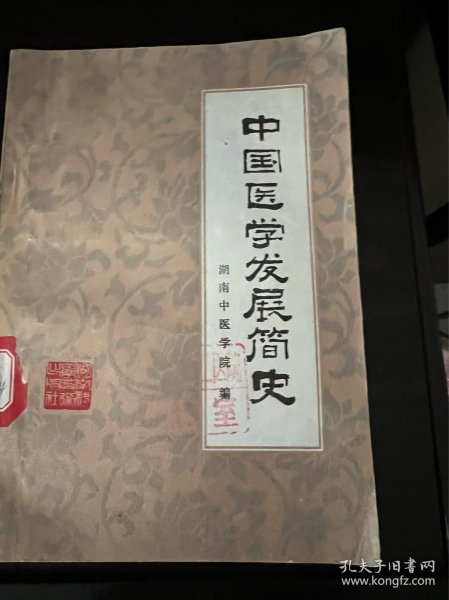 中国医学发展简史
湖南中医学院 编
室
孔夫子旧书网
www.kongfz.com